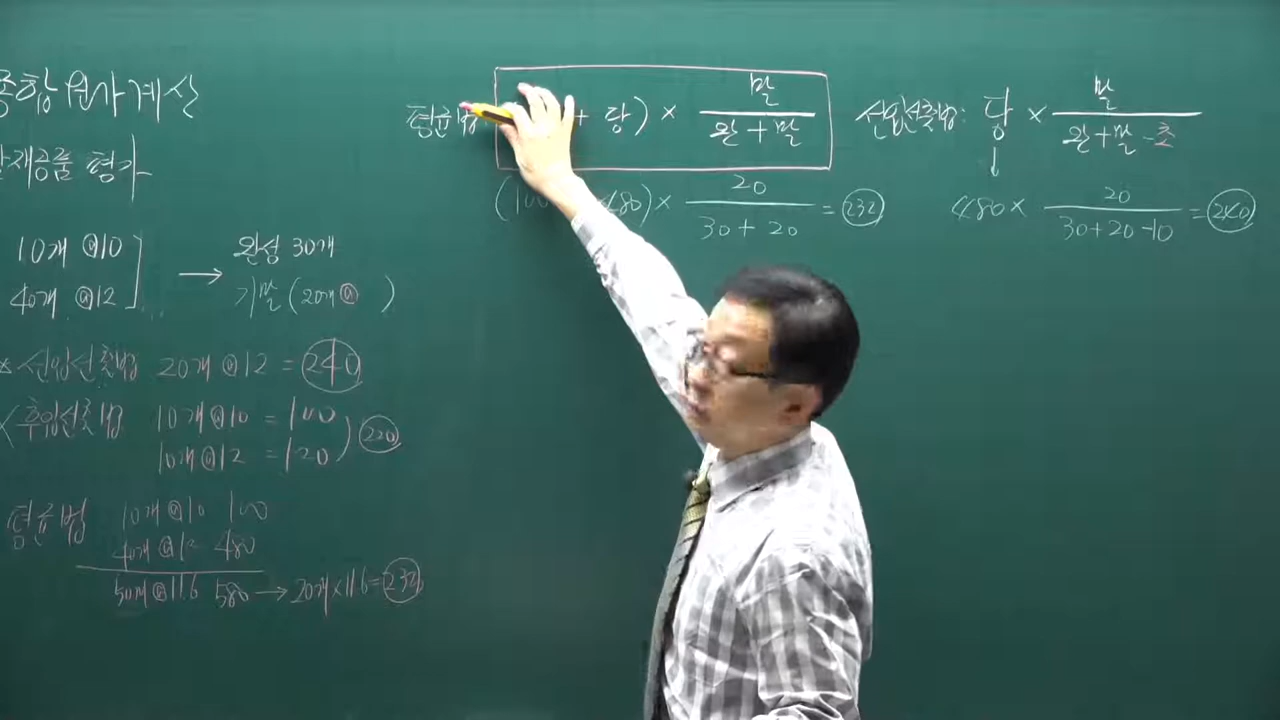 종합원가계산
말재공품 평가
10개 @10
40개 @12
→ 완성 30개
기말(20개 @ )
* 선입선출법 20개 @12 = 240
후입선출법 10개 @10 = 100
10개 @12 = 120 220
평균법 10개 @10 100
40개 @12 480
50개 @11.6 580 → 20개×11.6=232
평균법 + 당) × 말/(완+말)
(100 480) × 20/(30+20) = 232
선입선출법: 당 × 말/(완+말-초)
480 × 20/(30+20-10) = 240